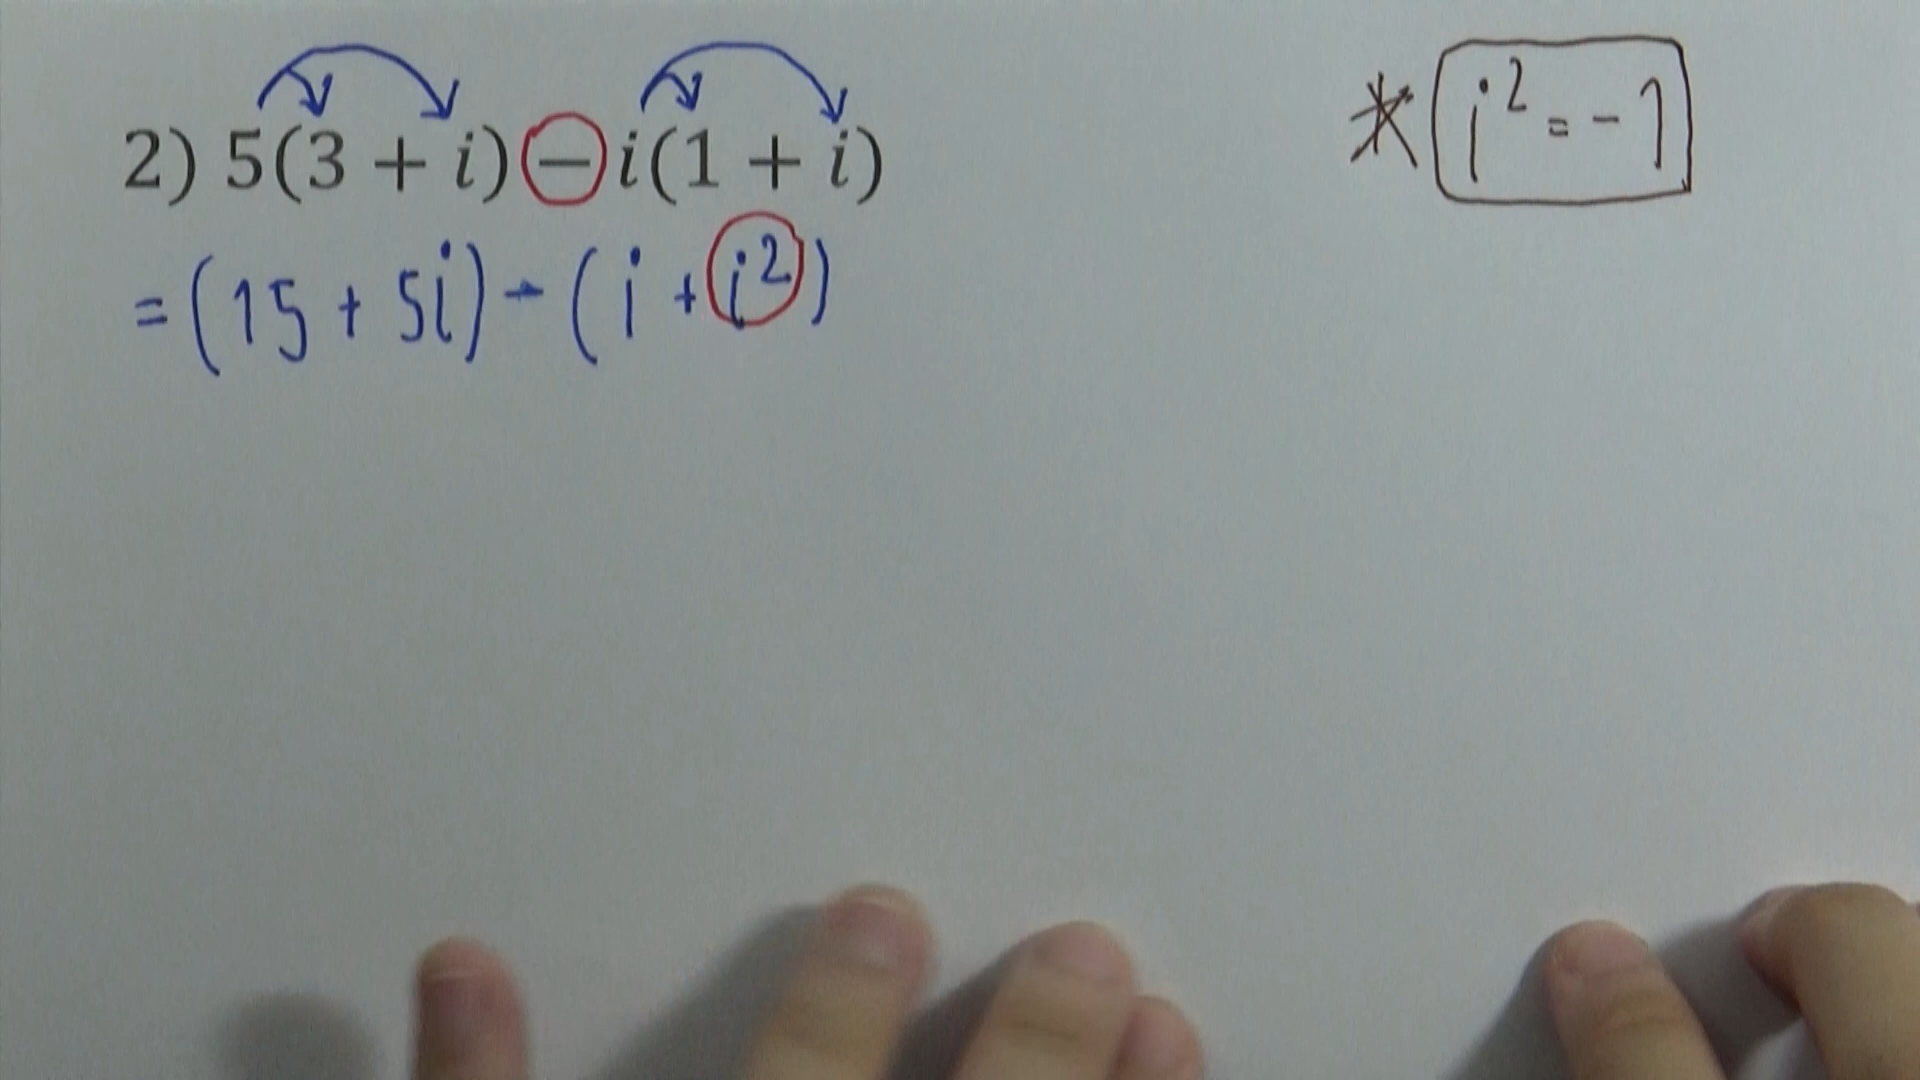 2) 5(3 + i) − i(1 + i)
* i² = -1
= (15 + 5i) - (i + i²)